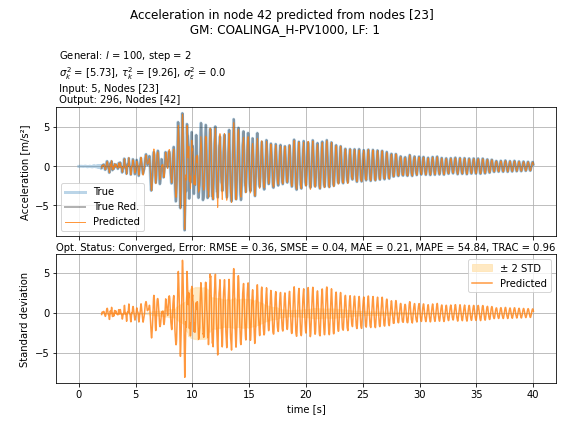 Acceleration in node 42 predicted from nodes [23]
GM: COALINGA_H-PV1000, LF: 1
General: l = 100, step = 2
σ²ₖ = [5.73], τ²ₖ = [9.26], σ²ᵋ = 0.0
Input: 5, Nodes [23]
Output: 296, Nodes [42]
Acceleration [m/s²]
5
0
−5
True
True Red.
Predicted
Opt. Status: Converged, Error: RMSE = 0.36, SMSE = 0.04, MAE = 0.21, MAPE = 54.84, TRAC = 0.96
Standard deviation
5
0
−5
± 2 STD
Predicted
0 5 10 15 20 25 30 35 40
time [s]